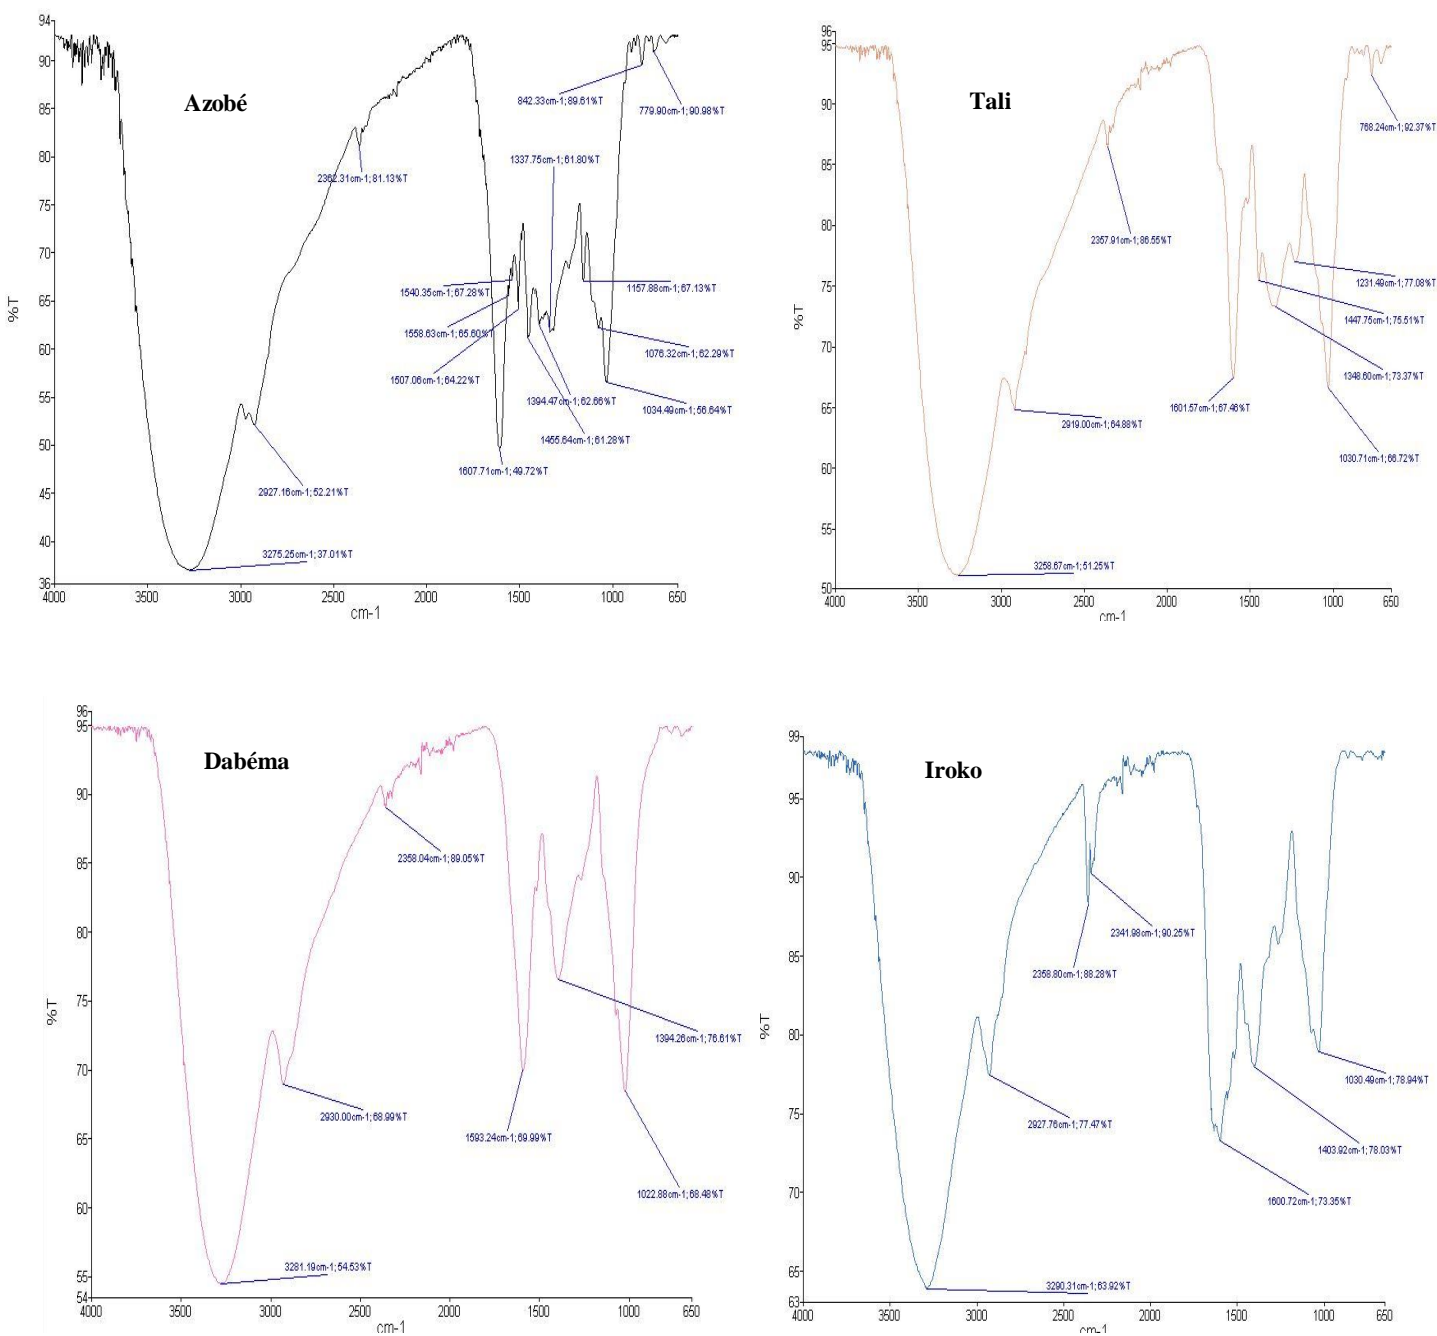 Azobé
%T
94
90
85
80
75
70
65
60
55
50
45
40
36
4000
3500
3000
2500
2000
1500
1000
650
cm-1
842.33cm-1; 89.61%T
779.90cm-1; 90.98%T
1337.75cm-1; 61.80%T
2362.31cm-1; 81.13%T
1540.35cm-1; 67.28%T
1157.88cm-1; 67.13%T
1558.63cm-1; 65.60%T
1076.32cm-1; 62.29%T
1507.06cm-1; 64.22%T
1394.47cm-1; 62.66%T
1034.49cm-1; 56.64%T
1455.64cm-1; 61.28%T
1607.71cm-1; 49.72%T
2927.16cm-1; 52.21%T
3275.25cm-1; 37.01%T
Tali
%T
96
95
90
85
80
75
70
65
60
55
50
4000
3500
3000
2500
2000
1500
1000
650
cm-1
768.24cm-1; 92.37%T
2357.91cm-1; 86.55%T
1231.49cm-1; 77.08%T
1447.75cm-1; 75.51%T
1348.60cm-1; 73.37%T
1601.57cm-1; 67.46%T
2919.00cm-1; 64.88%T
1030.71cm-1; 66.72%T
3258.67cm-1; 51.25%T
Dabéma
%T
96
95
90
85
80
75
70
65
60
55
54
4000
3500
3000
2500
2000
1500
1000
650
cm-1
2358.04cm-1; 89.05%T
1394.26cm-1; 76.61%T
2930.00cm-1; 68.99%T
1593.24cm-1; 69.99%T
1022.88cm-1; 68.48%T
3281.19cm-1; 54.53%T
Iroko
%T
99
95
90
85
80
75
70
65
63
4000
3500
3000
2500
2000
1500
1000
650
cm-1
2341.98cm-1; 90.25%T
2358.80cm-1; 88.28%T
1030.49cm-1; 78.94%T
2927.76cm-1; 77.47%T
1403.92cm-1; 78.03%T
1600.72cm-1; 73.35%T
3290.31cm-1; 63.92%T